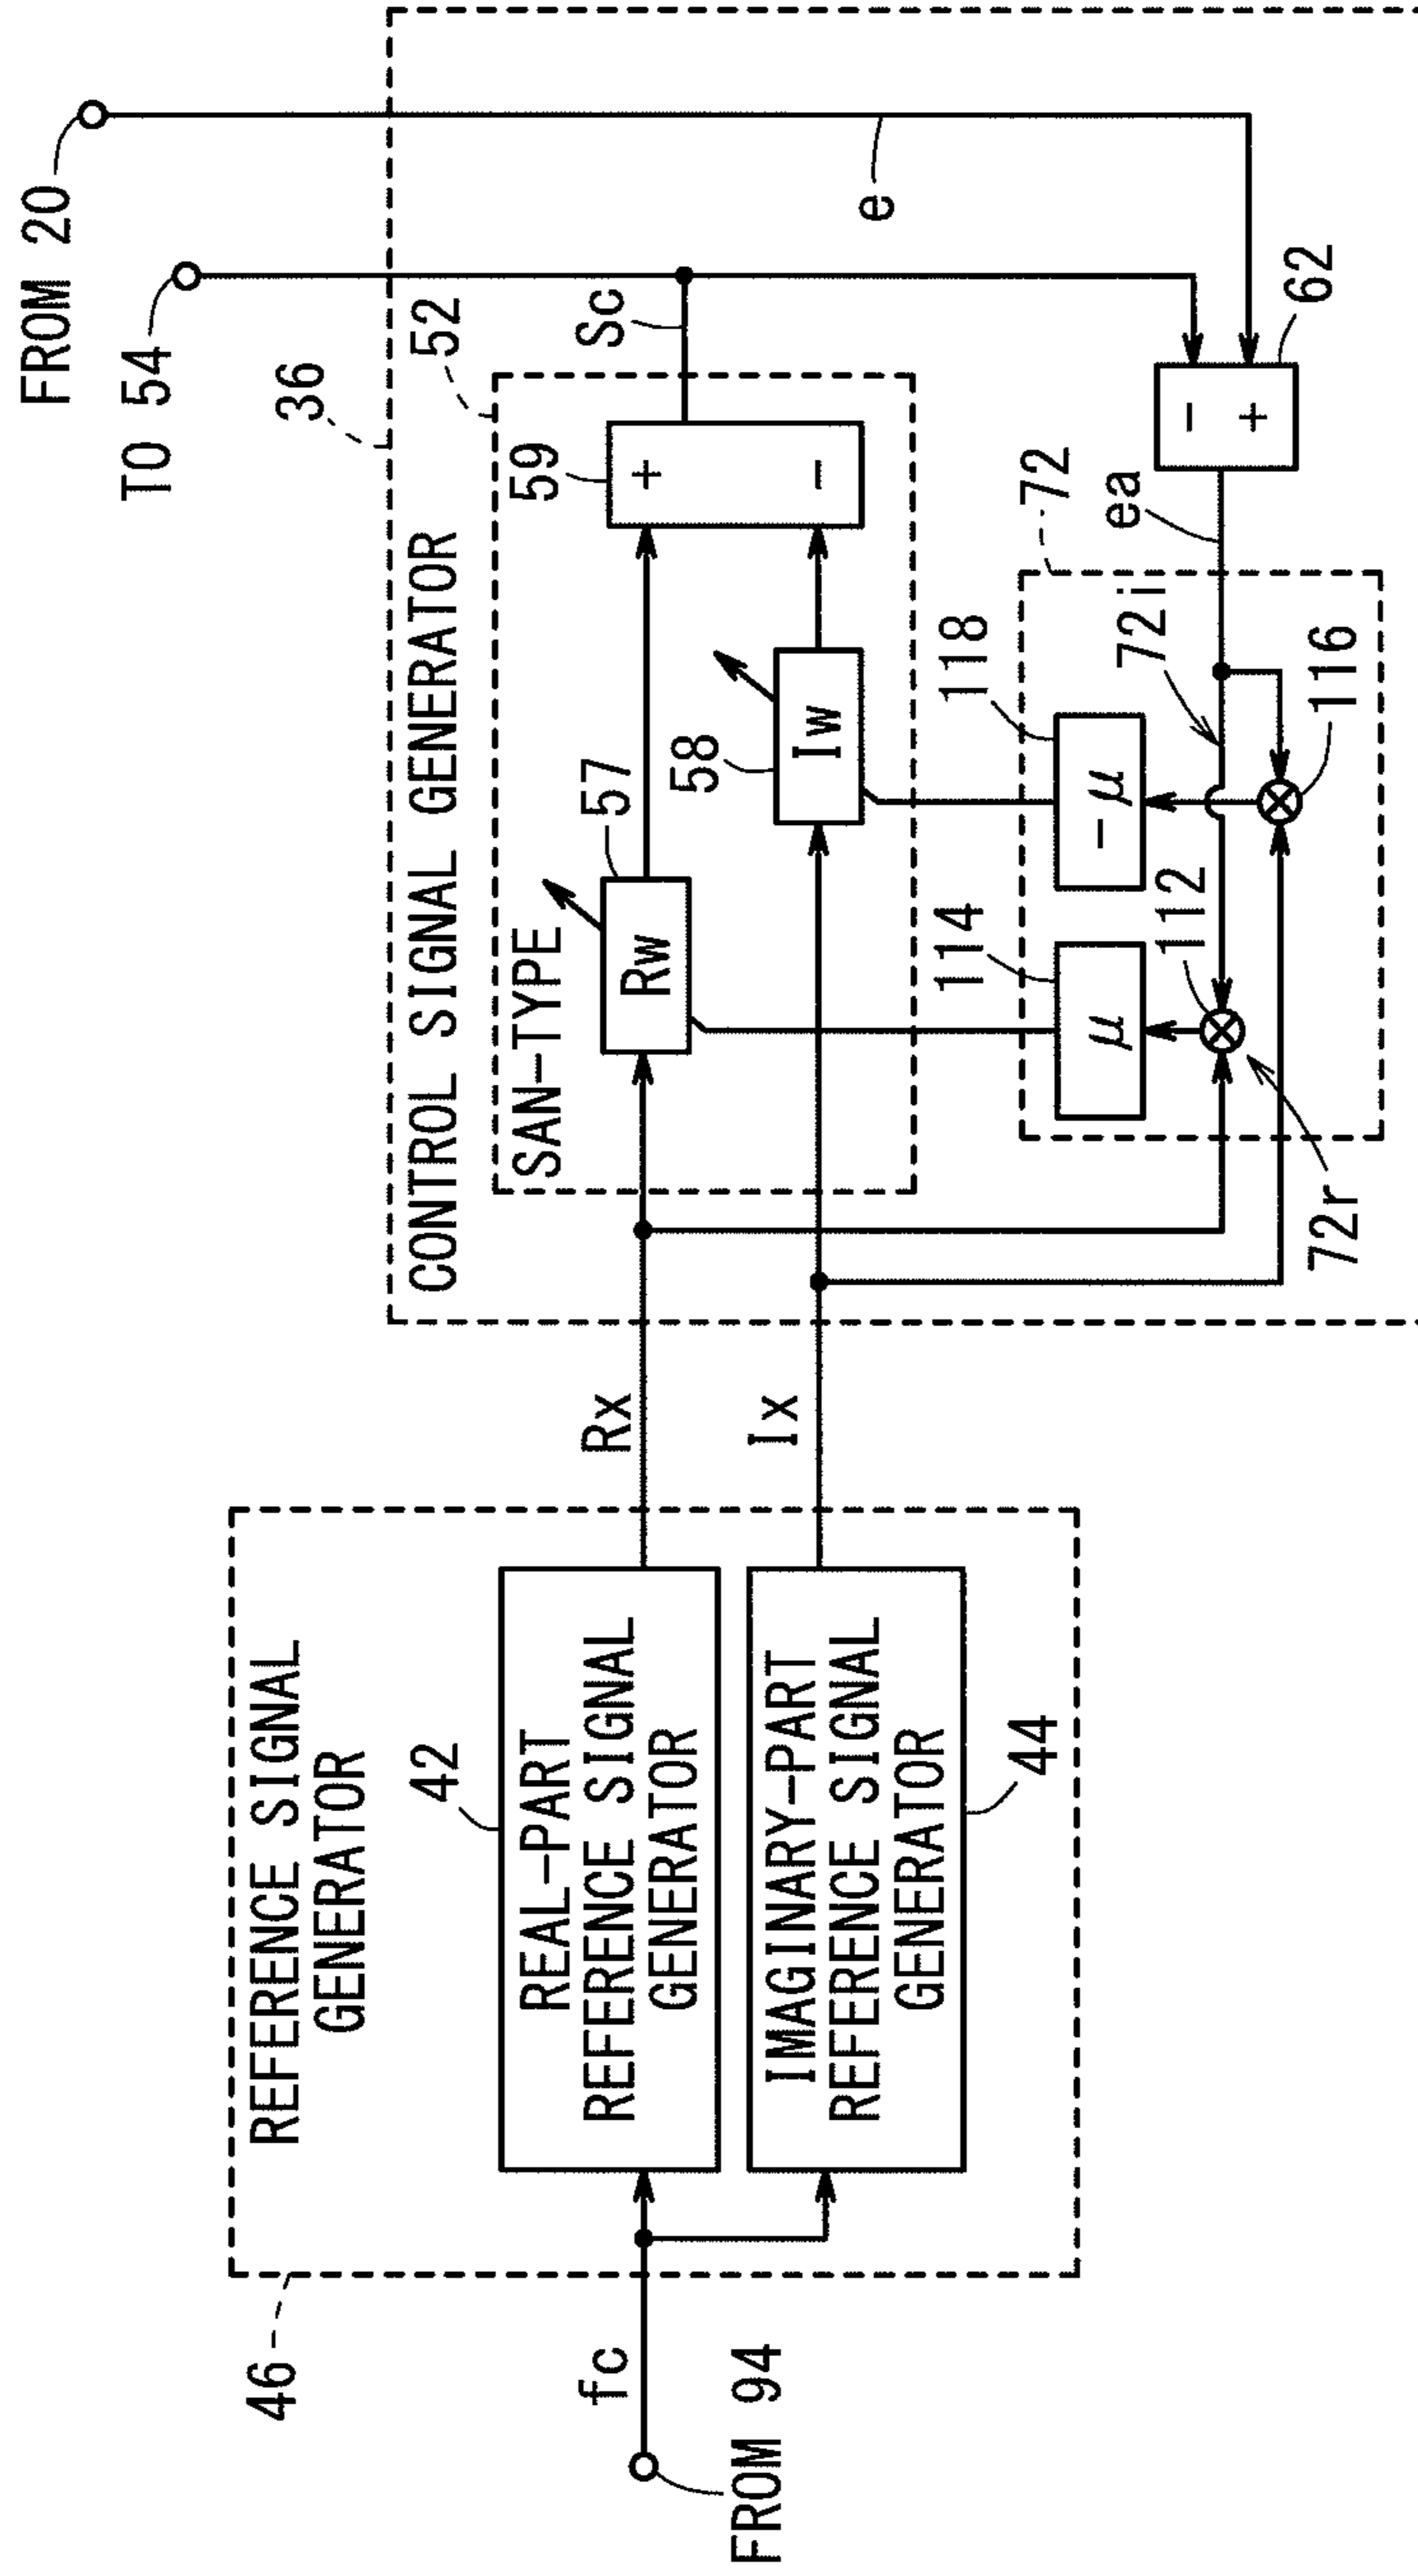 FROM 20
TO 54
36
CONTROL SIGNAL GENERATOR
52
SAN-TYPE
57
Rw
58
Iw
59
+
-
Sc
e
62
-
+
ea
72
72i
72r
118
-μ
114
μ
112
116
Rx
Ix
REFERENCE SIGNAL
GENERATOR
42
REAL-PART
REFERENCE SIGNAL
GENERATOR
IMAGINARY-PART
REFERENCE SIGNAL
GENERATOR
44
46
fc
FROM 94